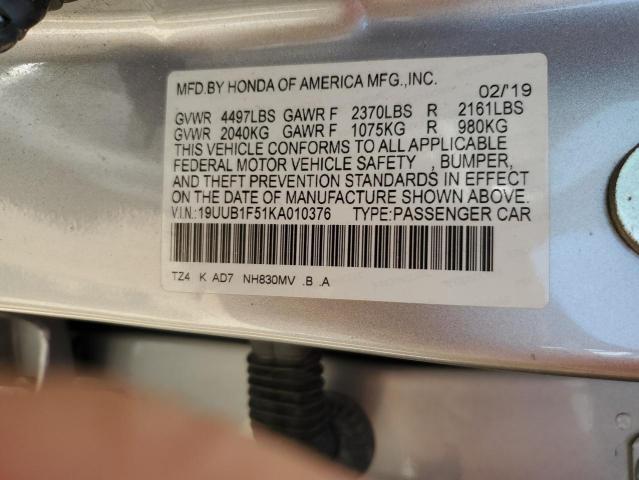 MFD.BY HONDA OF AMERICA MFG.,INC. 02/'19
GVWR 4497LBS GAWR F 2370LBS R 2161LBS
GVWR 2040KG GAWR F 1075KG R 980KG
THIS VEHICLE CONFORMS TO ALL APPLICABLE
FEDERAL MOTOR VEHICLE SAFETY , BUMPER,
AND THEFT PREVENTION STANDARDS IN EFFECT
ON THE DATE OF MANUFACTURE SHOWN ABOVE.
V.I.N.:19UUB1F51KA010376 TYPE:PASSENGER CAR
TZ4 K AD7 NH830MV .B .A